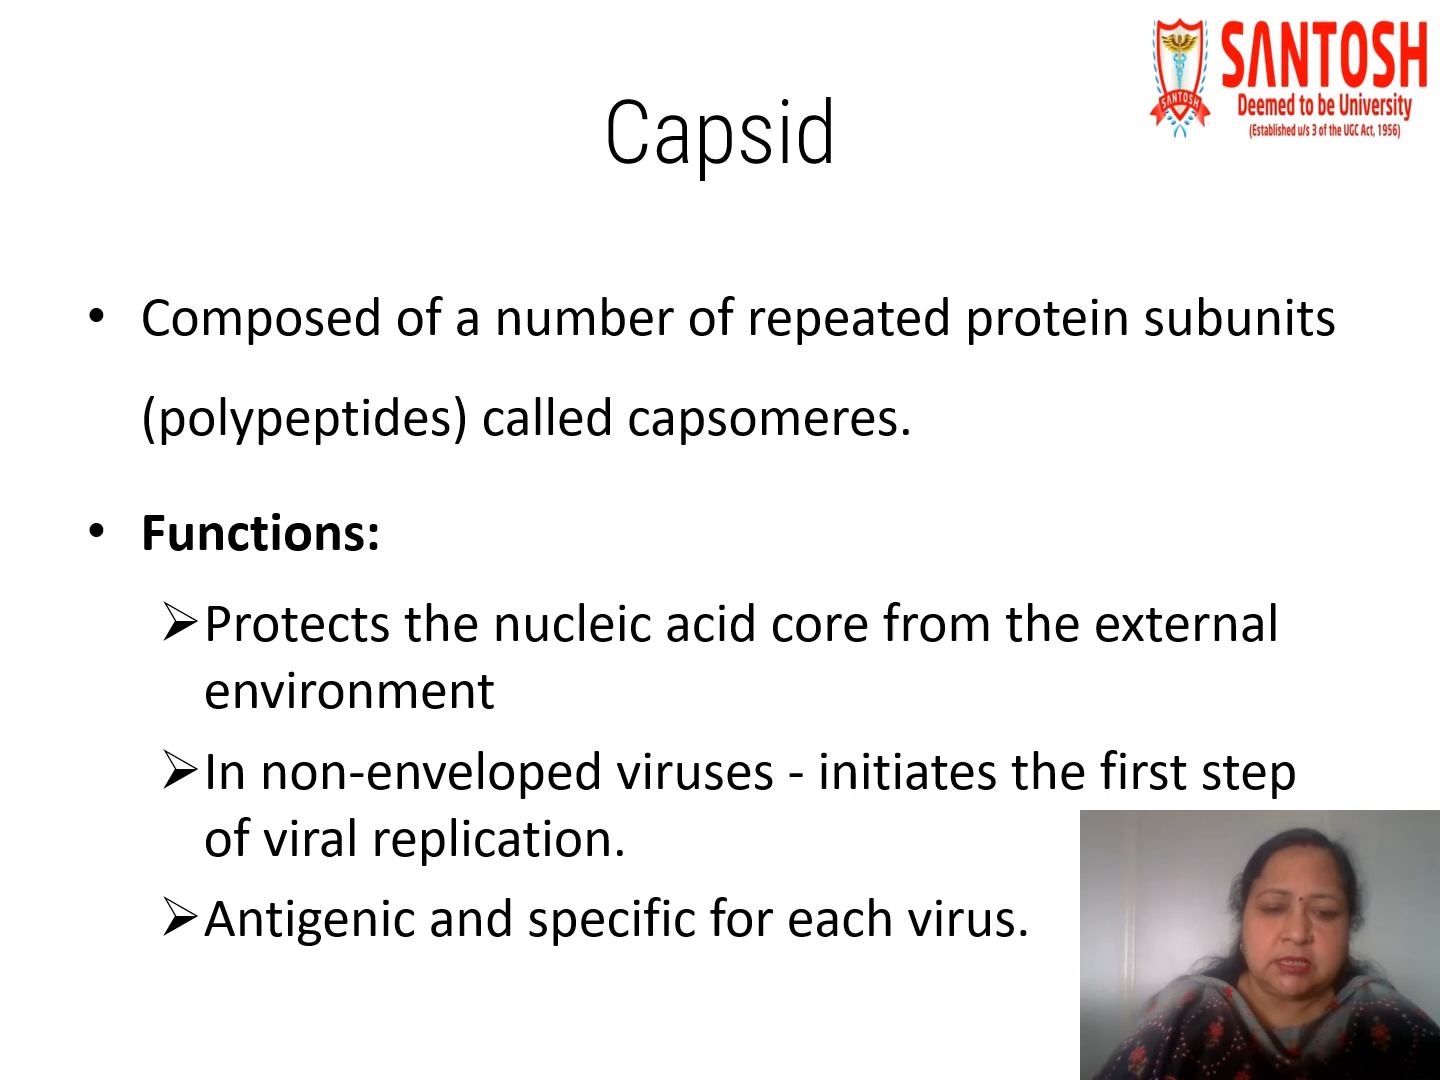 SANTOSH
Deemed to be University
(Established u/s 3 of the UGC Act, 1956)
SANTOSH
Capsid
• Composed of a number of repeated protein subunits
(polypeptides) called capsomeres.
• Functions:
➢Protects the nucleic acid core from the external
environment
➢In non-enveloped viruses - initiates the first step
of viral replication.
➢Antigenic and specific for each virus.